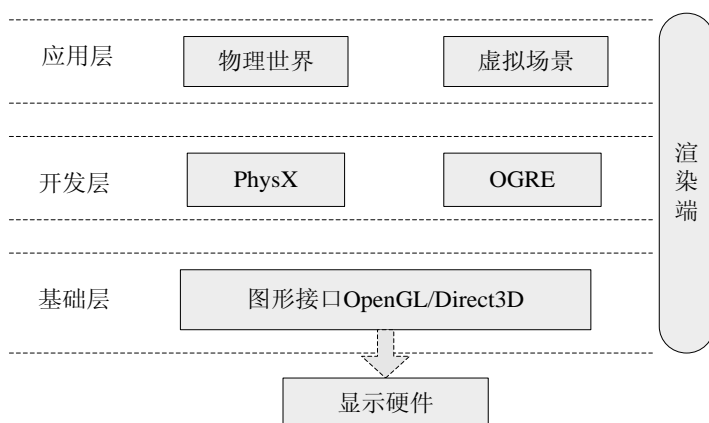 应用层
物理世界
虚拟场景
开发层
PhysX
OGRE
基础层
图形接口OpenGL/Direct3D
显示硬件
渲染端